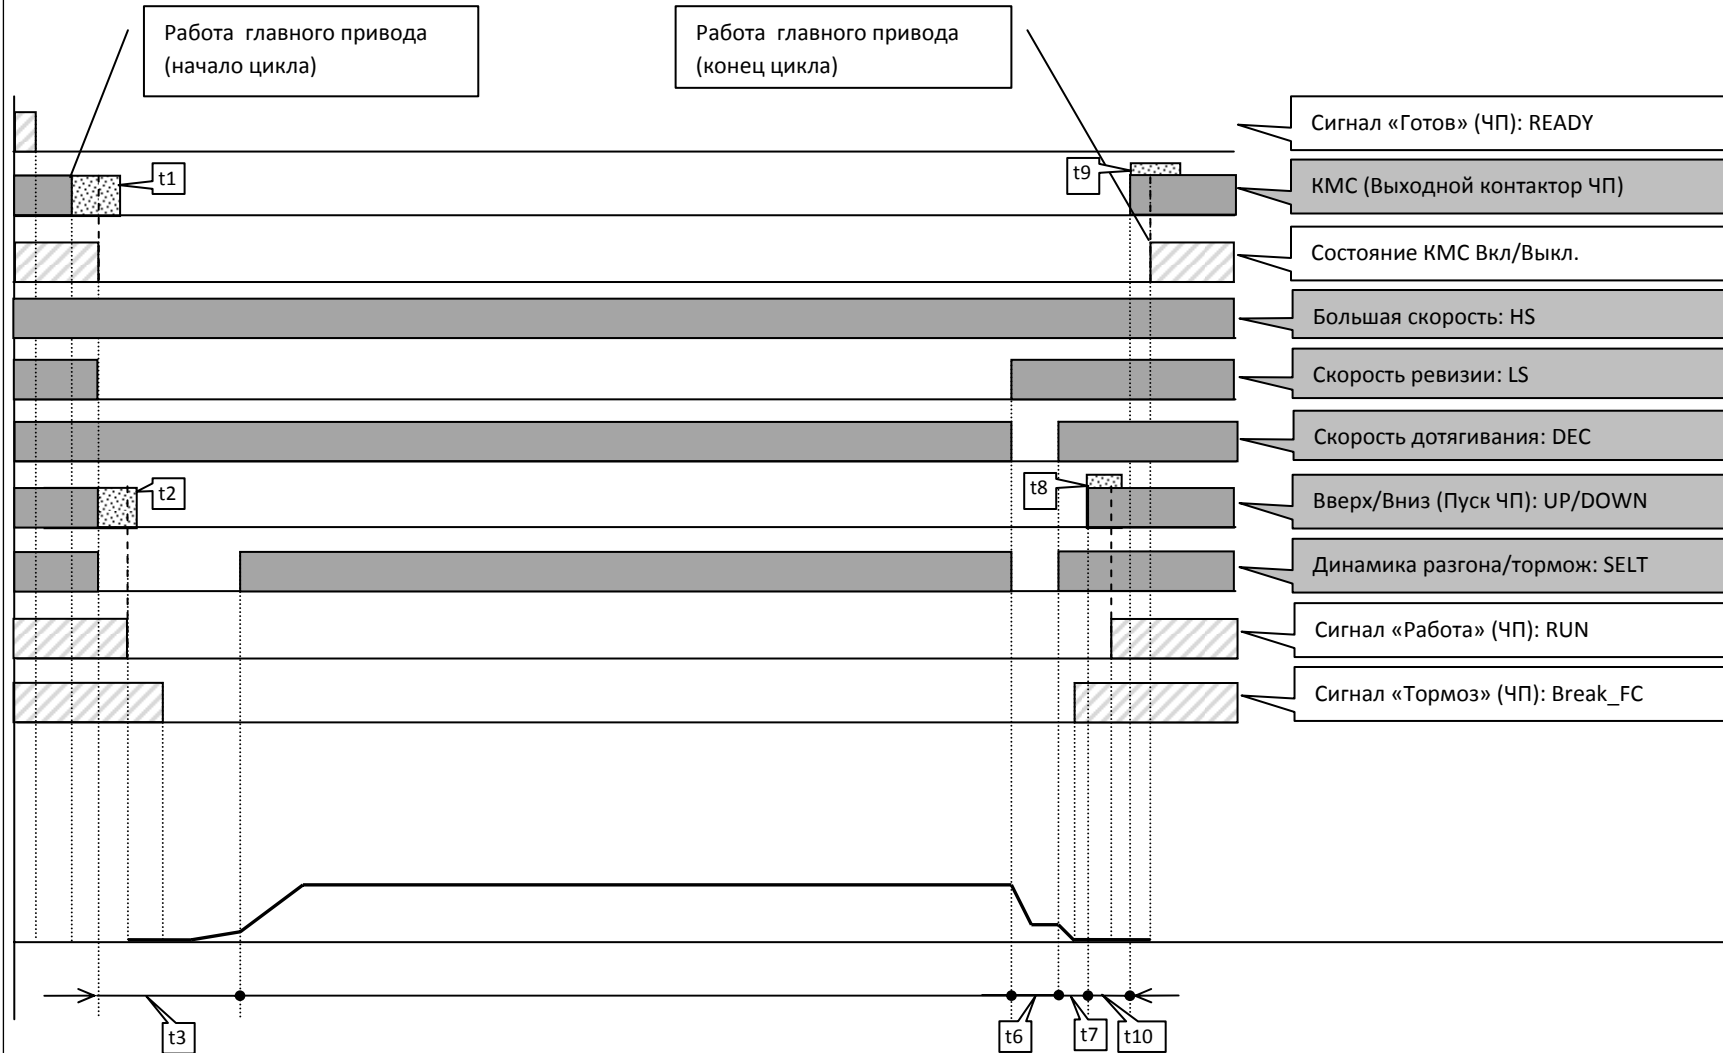 Работа главного привода
(начало цикла)
Работа главного привода
(конец цикла)
Сигнал «Готов» (ЧП): READY
t1
t9
КМС (Выходной контактор ЧП)
Состояние КМС Вкл/Выкл.
Большая скорость: HS
Скорость ревизии: LS
Скорость дотягивания: DEC
t2
t8
Вверх/Вниз (Пуск ЧП): UP/DOWN
Динамика разгона/тормож: SELT
Сигнал «Работа» (ЧП): RUN
Сигнал «Тормоз» (ЧП): Break_FC
t3
t6
t7
t10